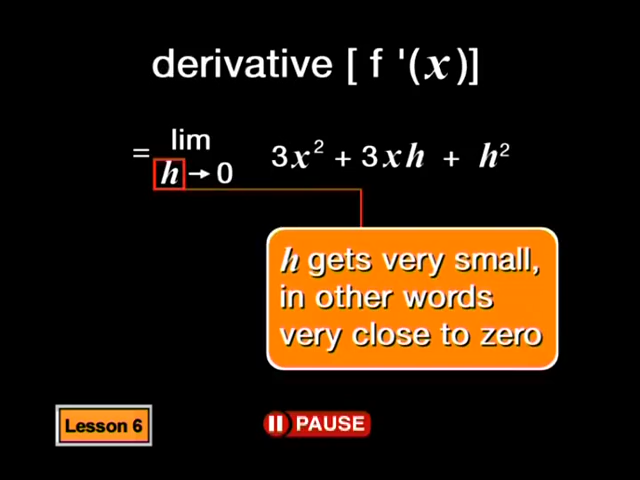 derivative [ f '(x)]
= lim h→0 3x² + 3xh + h²
h gets very small,
in other words
very close to zero
Lesson 6
PAUSE